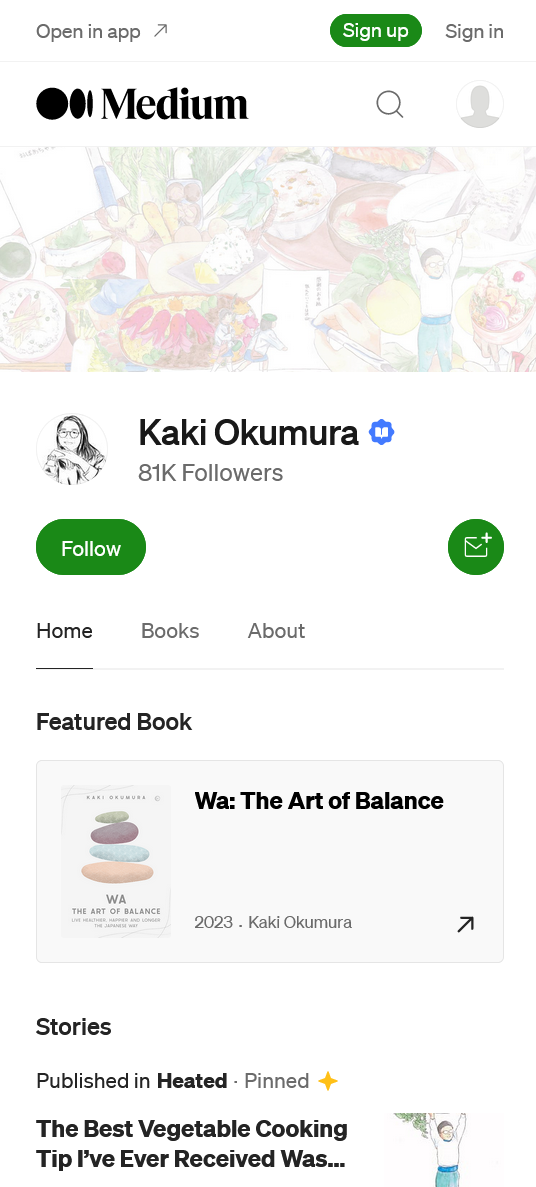 Open in app
Sign up
Sign in
Medium
Kaki Okumura
81K Followers
Follow
Home
Books
About
Featured Book
KAKI OKUMURA
WA
THE ART OF BALANCE
LIVE HEALTHIER, HAPPIER AND LONGER
THE JAPANESE WAY
Wa: The Art of Balance
2023 . Kaki Okumura
Stories
Published in Heated · Pinned
The Best Vegetable Cooking
Tip I’ve Ever Received Was...